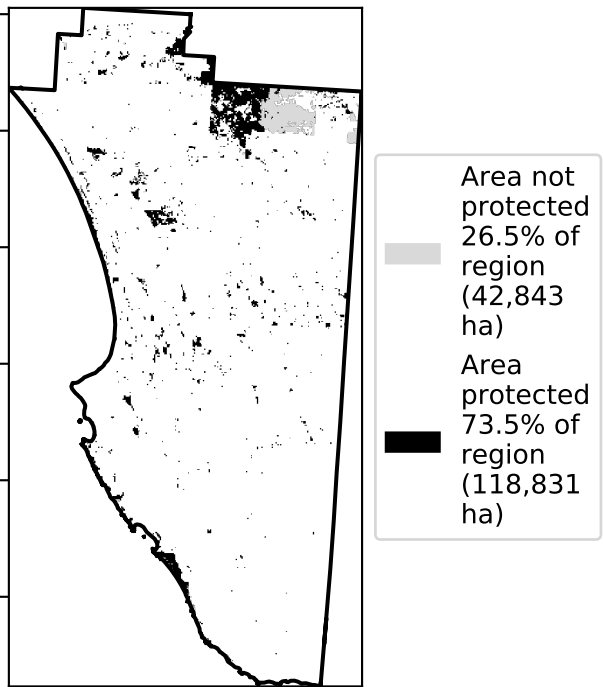 Area not
protected
26.5% of
region
(42,843
ha)
Area
protected
73.5% of
region
(118,831
ha)